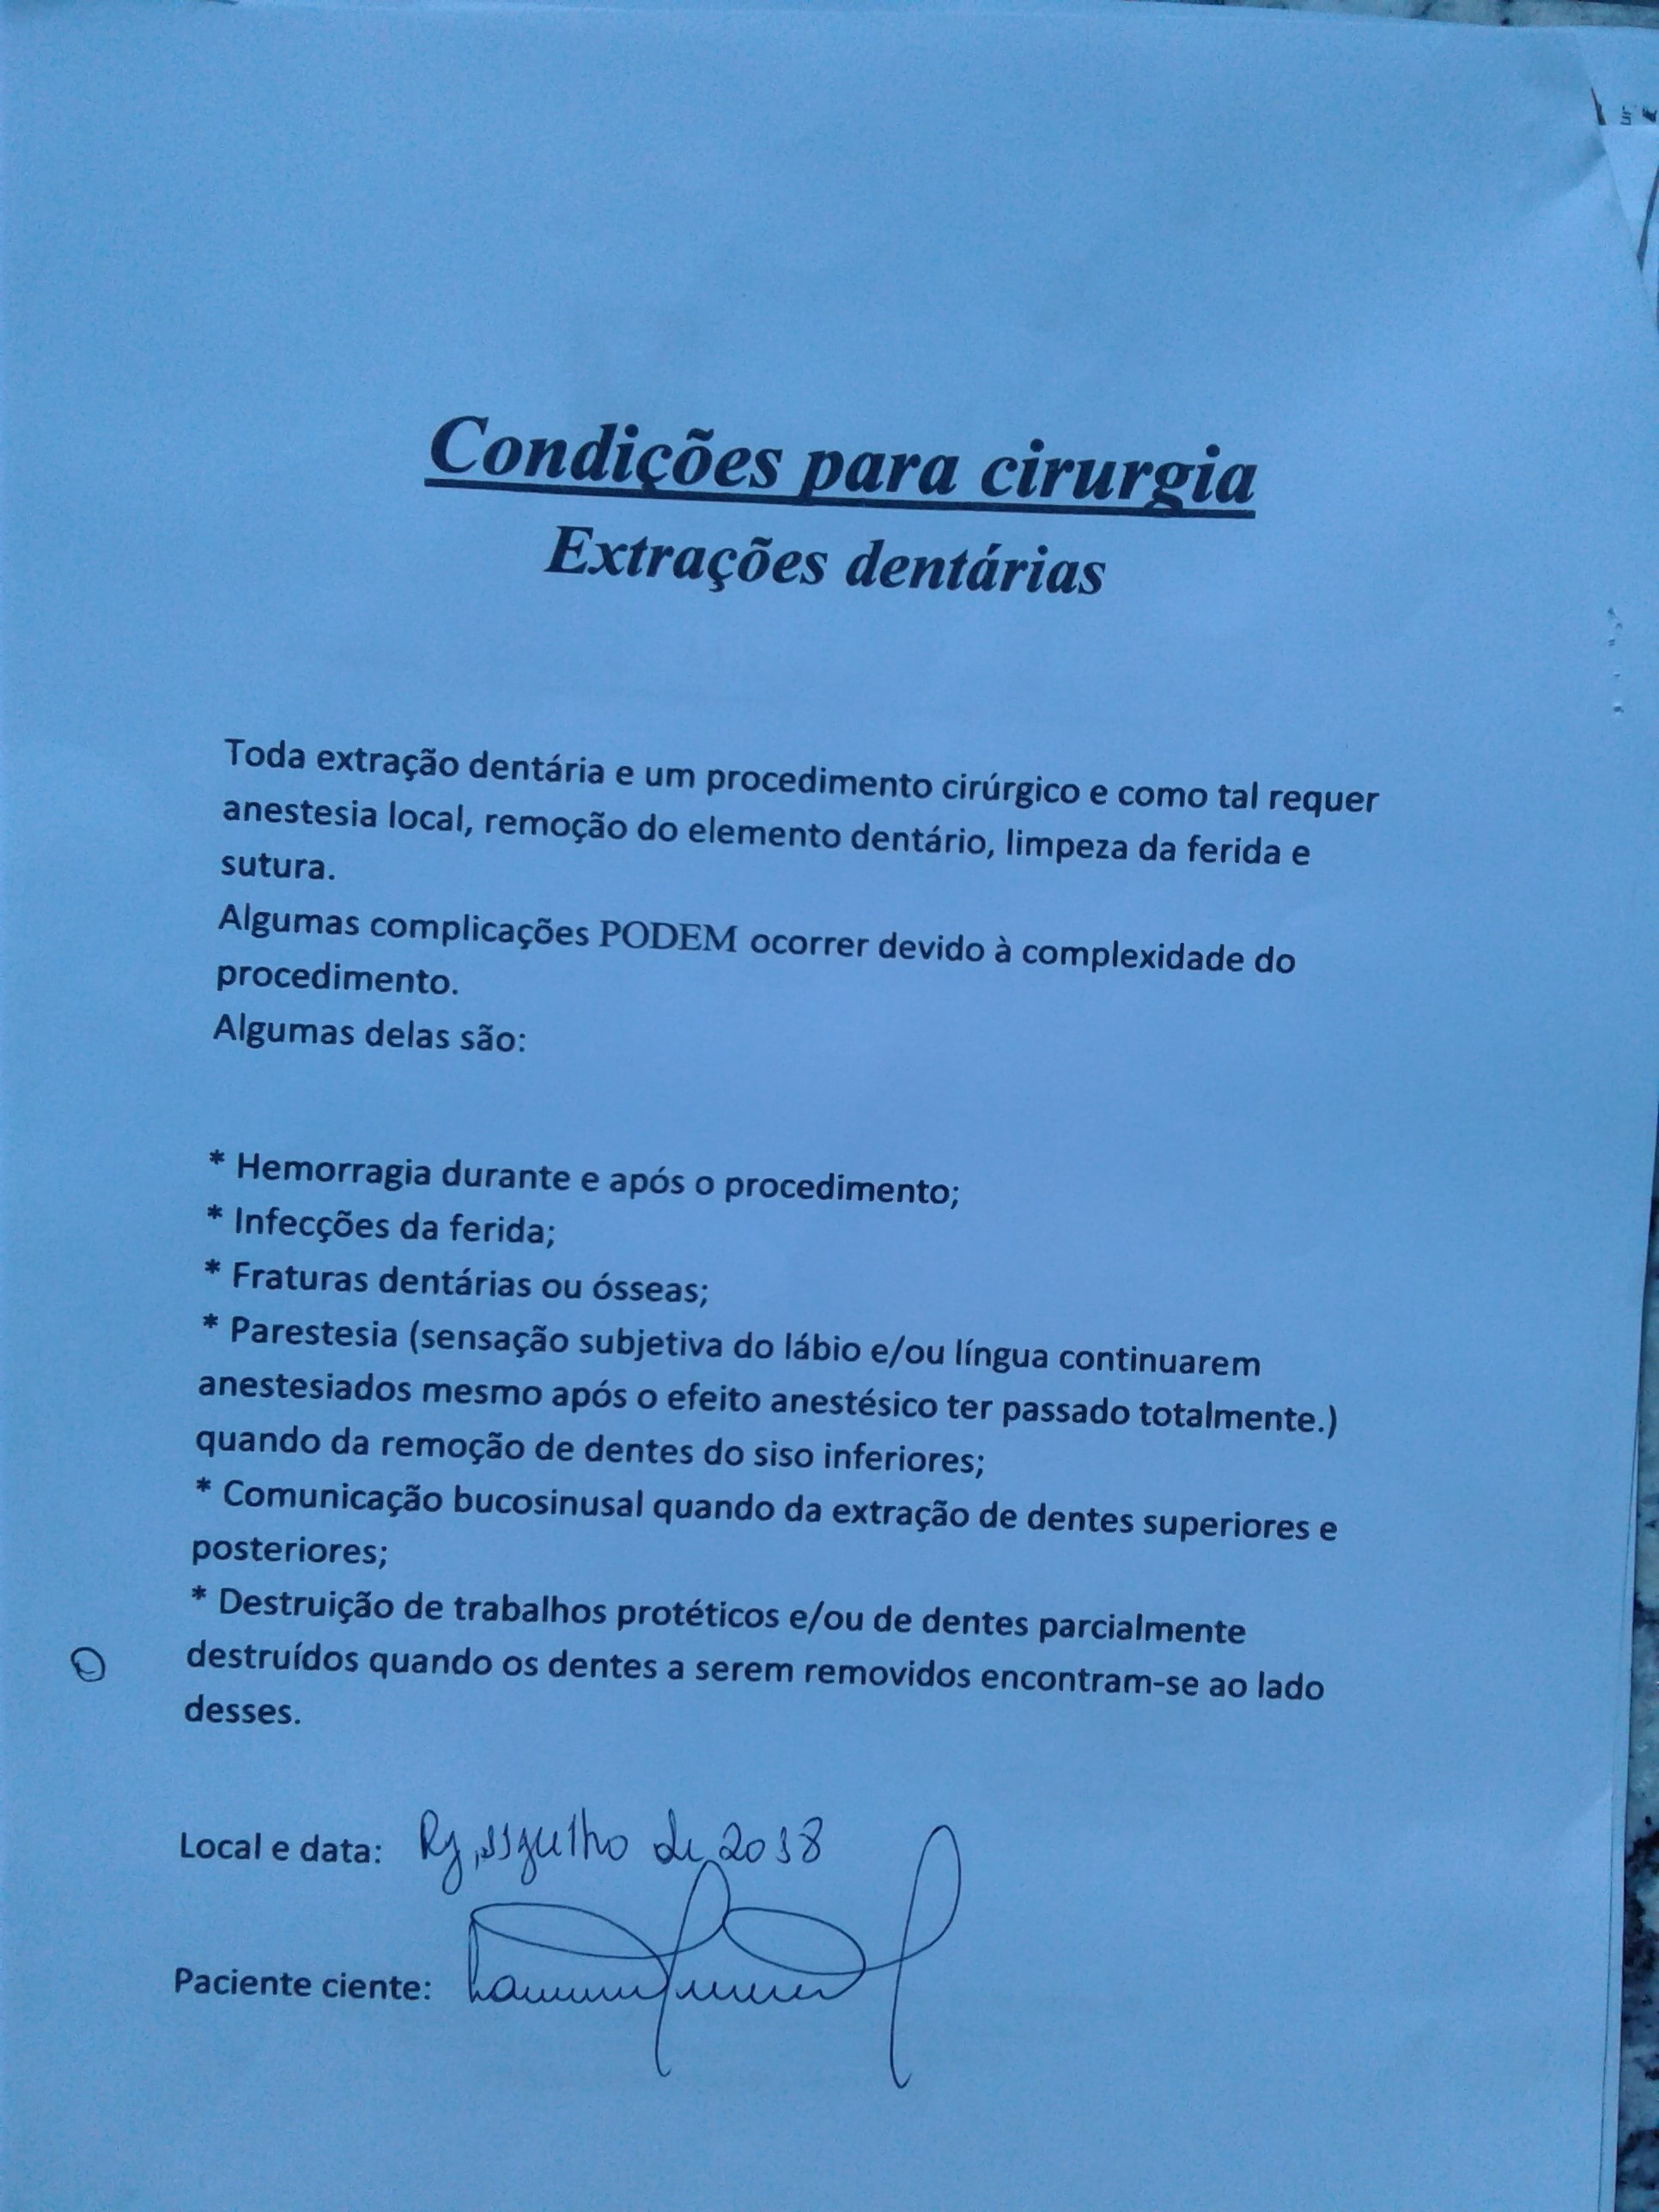 Condições para cirurgia
Extrações dentárias
Toda extração dentária e um procedimento cirúrgico e como tal requer
anestesia local, remoção do elemento dentário, limpeza da ferida e
sutura.
Algumas complicações PODEM ocorrer devido à complexidade do
procedimento.
Algumas delas são:
* Hemorragia durante e após o procedimento;
* Infecções da ferida;
* Fraturas dentárias ou ósseas;
* Parestesia (sensação subjetiva do lábio e/ou língua continuarem
anestesiados mesmo após o efeito anestésico ter passado totalmente.)
quando da remoção de dentes do siso inferiores;
* Comunicação bucosinusal quando da extração de dentes superiores e
posteriores;
* Destruição de trabalhos protéticos e/ou de dentes parcialmente
destruídos quando os dentes a serem removidos encontram-se ao lado
desses.
Local e data: Rj, 11 julho de 2018
Paciente ciente: